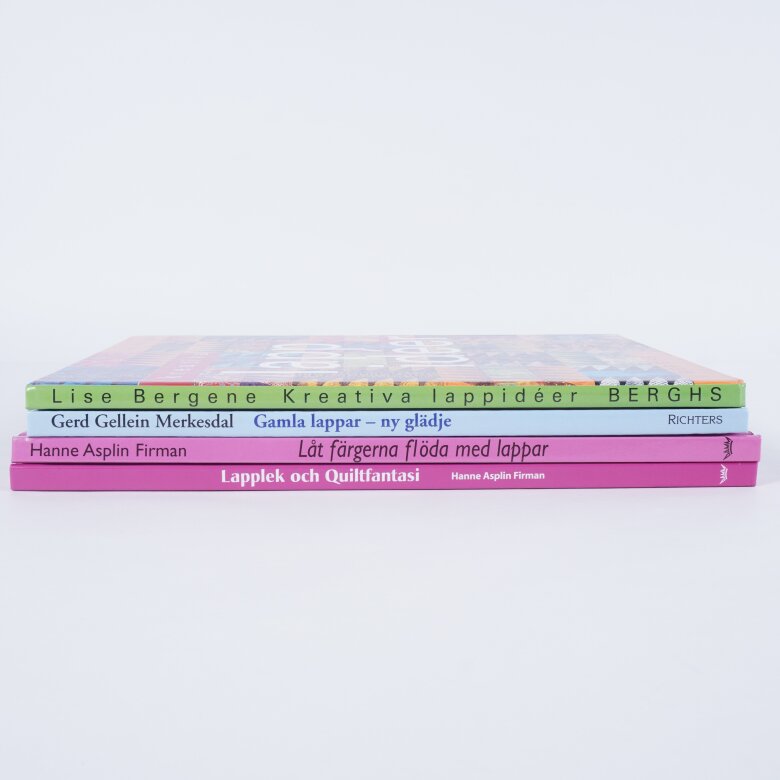 Lise Bergene Kreativa lappidéer BERGHS
Gerd Gellein Merkesdal Gamla lappar – ny glädje RICHTERS
Hanne Asplin Firman Låt färgerna flöda med lappar
Lapplek och Quiltfantasi Hanne Asplin Firman